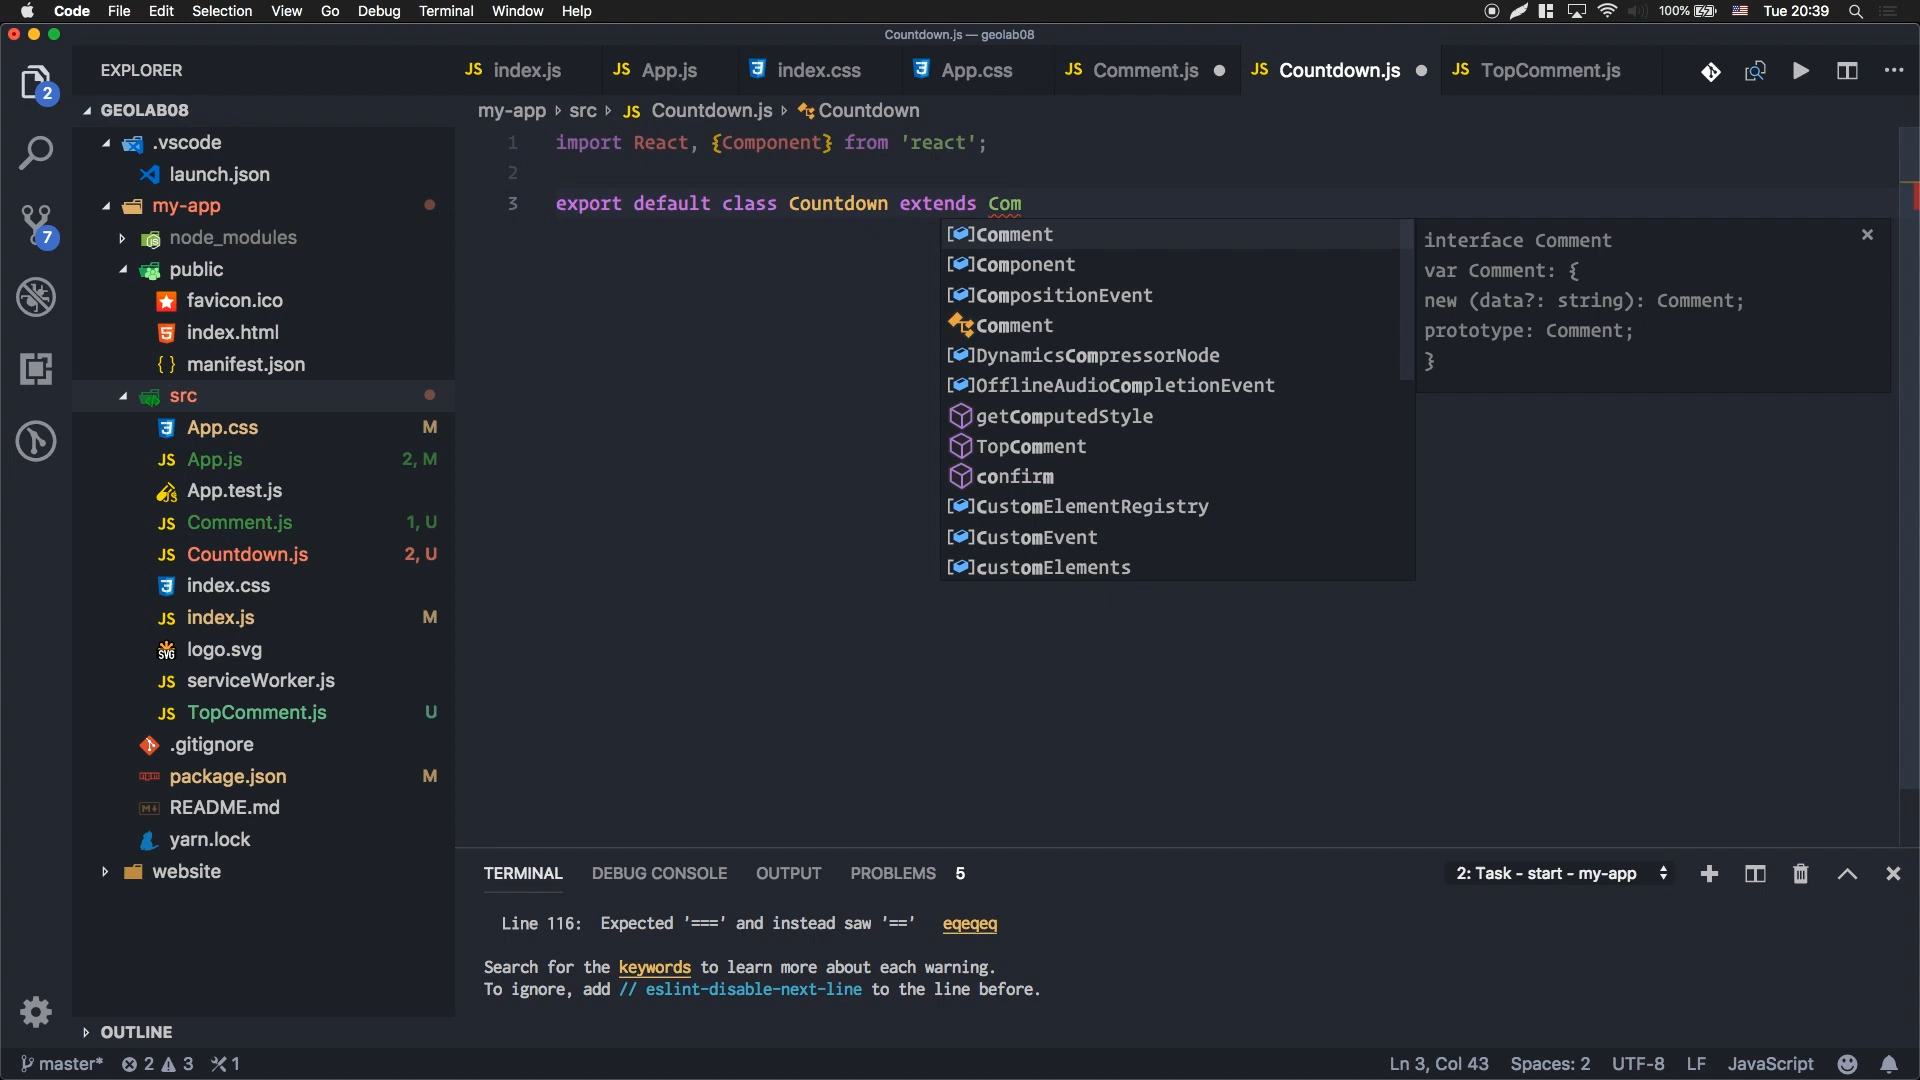 Code File Edit Selection View Go Debug Terminal Window Help
100% Tue 20:39
Countdown.js — geolab08
EXPLORER
JS index.js
JS App.js
index.css
App.css
JS Comment.js
JS Countdown.js
JS TopComment.js
my-app src JS Countdown.js Countdown
GEOLAB08
.vscode
launch.json
my-app
node_modules
public
favicon.ico
index.html
{ } manifest.json
src
App.css M
JS App.js 2, M
App.test.js
JS Comment.js 1, U
JS Countdown.js 2, U
index.css
JS index.js M
SVG logo.svg
JS serviceWorker.js
JS TopComment.js U
.gitignore
package.json M
README.md
yarn.lock
website
OUTLINE
2
7
1 import React, {Component} from 'react';
2
3 export default class Countdown extends Com
Comment
Component
CompositionEvent
Comment
DynamicsCompressorNode
OfflineAudioCompletionEvent
getComputedStyle
TopComment
confirm
CustomElementRegistry
CustomEvent
customElements
interface Comment
var Comment: {
new (data?: string): Comment;
prototype: Comment;
}
TERMINAL DEBUG CONSOLE OUTPUT PROBLEMS 5
2: Task - start - my-app
Line 116: Expected '===' and instead saw '==' eqeqeq
Search for the keywords to learn more about each warning.
To ignore, add // eslint-disable-next-line to the line before.
master* 2 3 1
Ln 3, Col 43 Spaces: 2 UTF-8 LF JavaScript